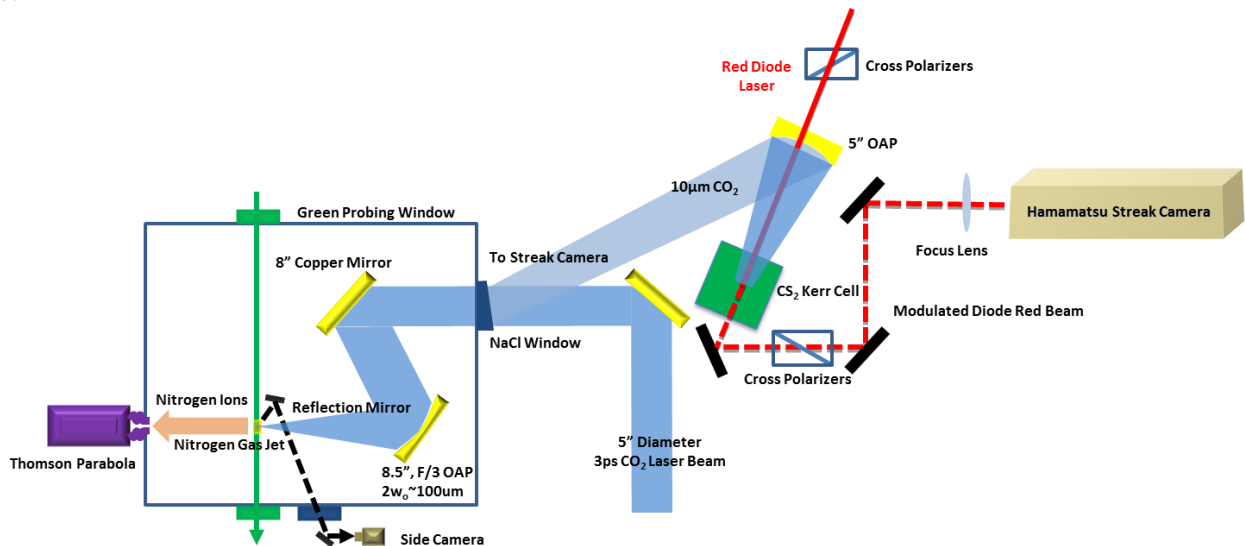 Red Diode
Laser
Cross Polarizers
5” OAP
10µm CO2
Hamamatsu Streak Camera
Green Probing Window
Focus Lens
To Streak Camera
8” Copper Mirror
CS2 Kerr Cell
Modulated Diode Red Beam
NaCl Window
Cross Polarizers
Nitrogen Ions
Reflection Mirror
Nitrogen Gas Jet
Thomson Parabola
5” Diameter
3ps CO2 Laser Beam
8.5”, F/3 OAP
2wo~100um
Side Camera